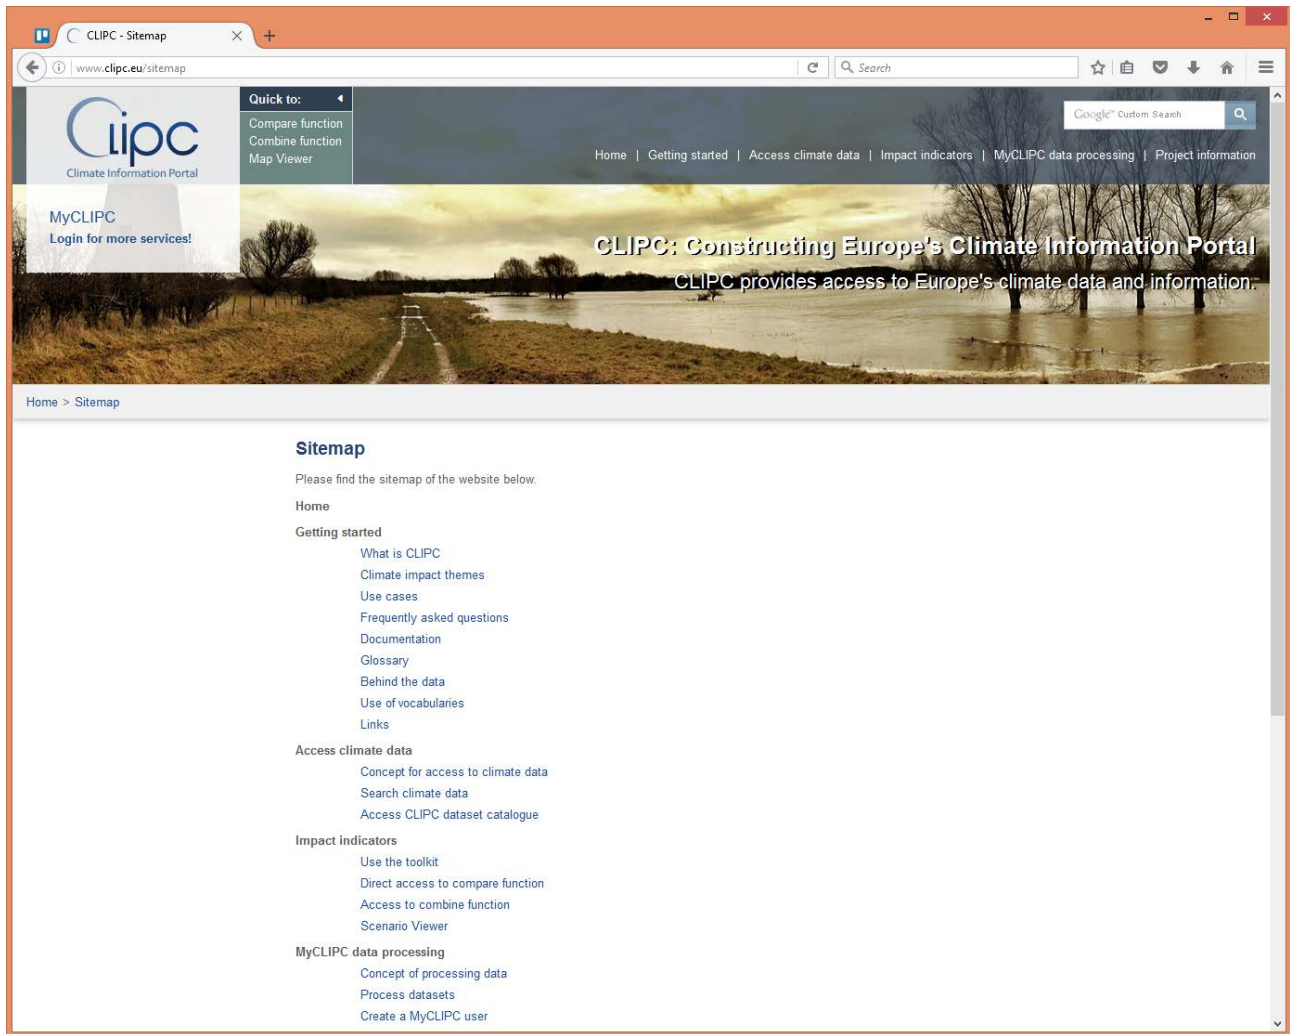 CLIPC - Sitemap
www.clipc.eu/sitemap
Search
Clipc
Climate Information Portal
Quick to:
Compare function
Combine function
Map Viewer
Google™ Custom Search
Home | Getting started | Access climate data | Impact indicators | MyCLIPC data processing | Project information
MyCLIPC
Login for more services!
CLIPC: Constructing Europe's Climate Information Portal
CLIPC provides access to Europe's climate data and information.
Home > Sitemap
Sitemap
Please find the sitemap of the website below.
Home
Getting started
What is CLIPC
Climate impact themes
Use cases
Frequently asked questions
Documentation
Glossary
Behind the data
Use of vocabularies
Links
Access climate data
Concept for access to climate data
Search climate data
Access CLIPC dataset catalogue
Impact indicators
Use the toolkit
Direct access to compare function
Access to combine function
Scenario Viewer
MyCLIPC data processing
Concept of processing data
Process datasets
Create a MyCLIPC user